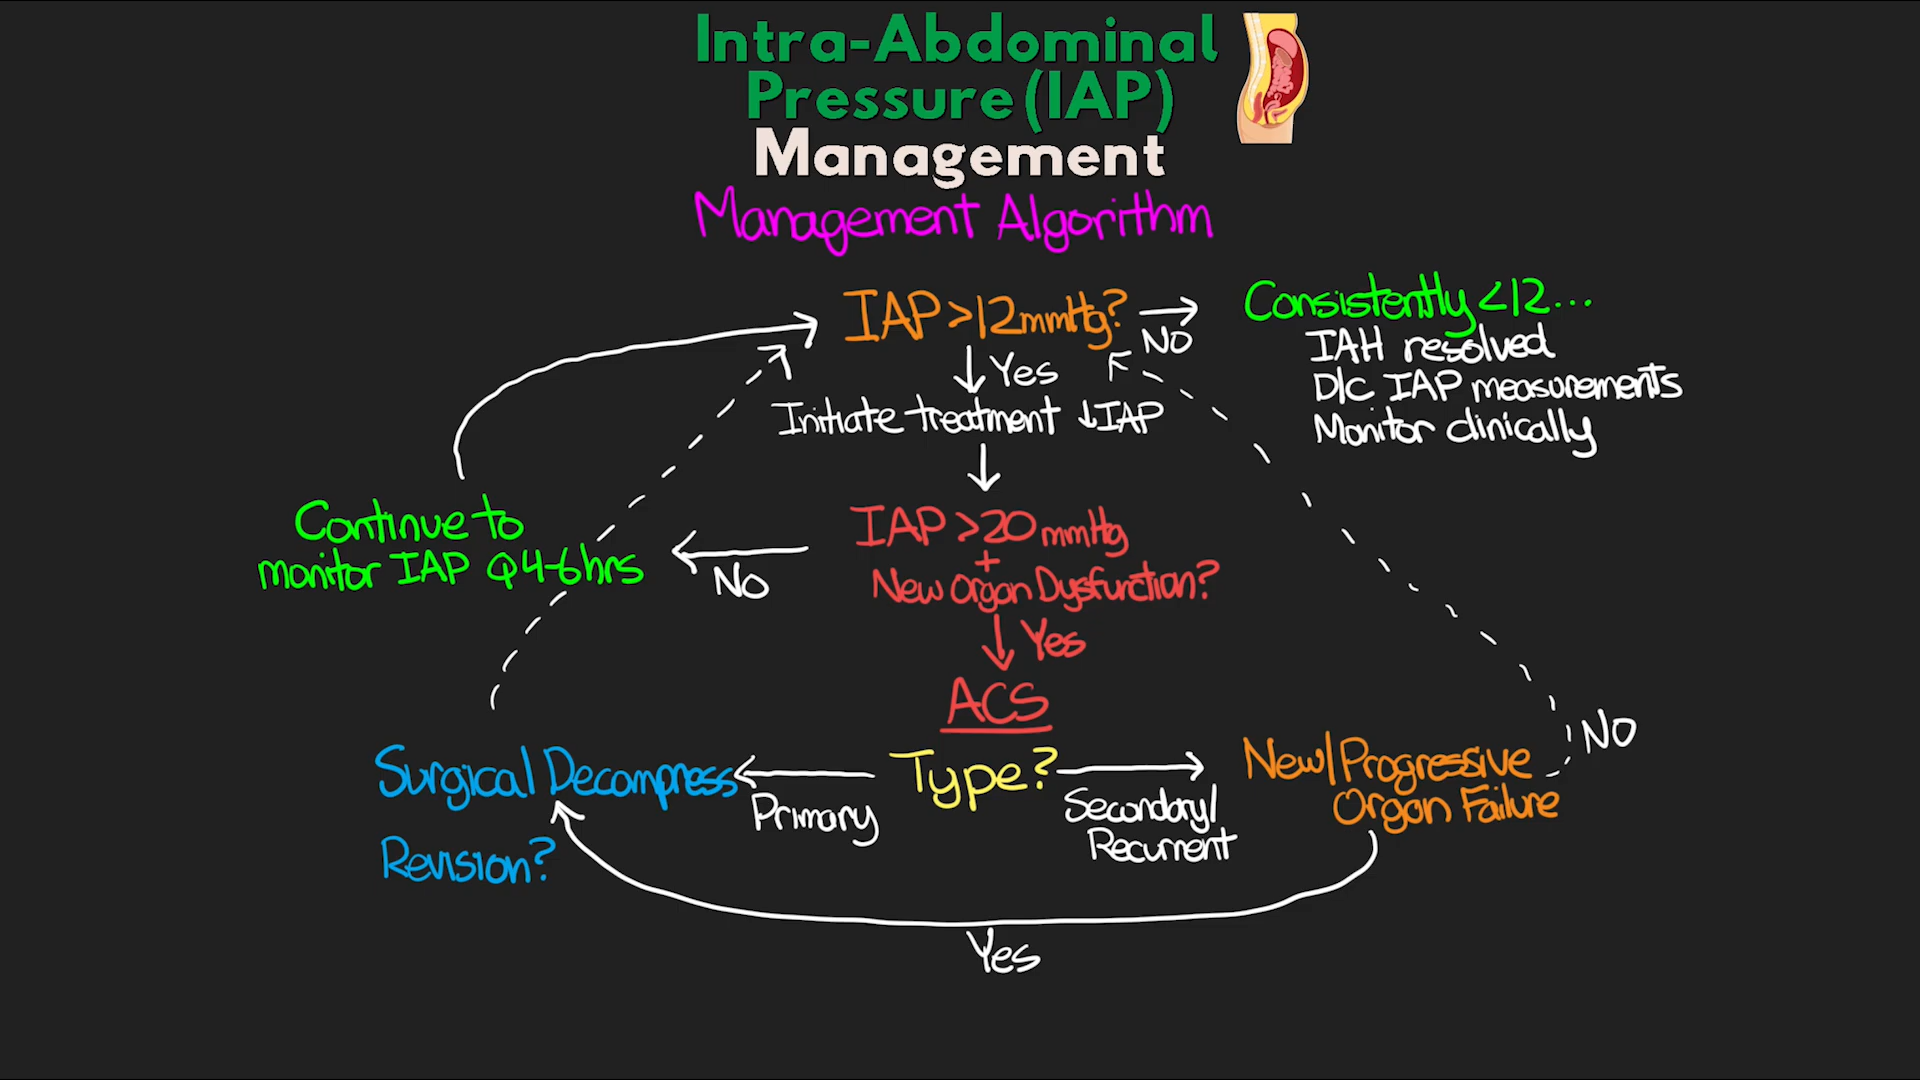 Intra-Abdominal
Pressure (IAP)
Management
Management Algorithm
IAP >12mmHg?
NO
Consistently <12...
IAH resolved
D/c IAP measurements
Monitor clinically
Yes
Initiate treatment ↓IAP
IAP >20 mmHg
+
New Organ Dysfunction?
NO
Continue to
monitor IAP Q4-6hrs
Yes
ACS
Type?
Primary
Surgical Decompress
Revision?
Secondary/
Recurrent
New/Progressive
Organ Failure
NO
Yes